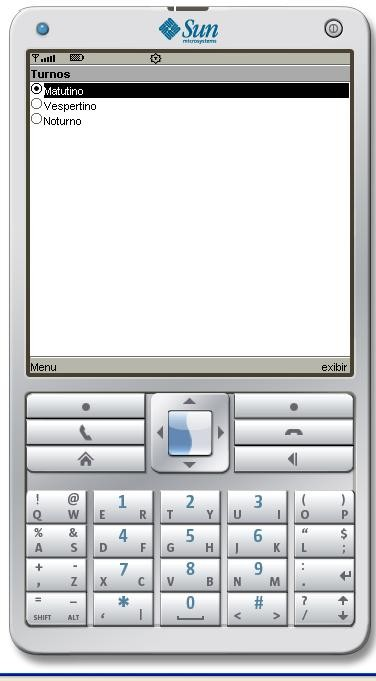 Sun
microsystems
Turnos
Matutino
Vespertino
Noturno
Menu exibir
! @ 1 2 3 ( )
Q W E R T Y U I O P
% & 4 5 6 “ $
A S D F G H J K L ;
+ - 7 8 9 :
, Z X C V B N M .
= – * 0 # ?
SHIFT ALT ‘ | < > /